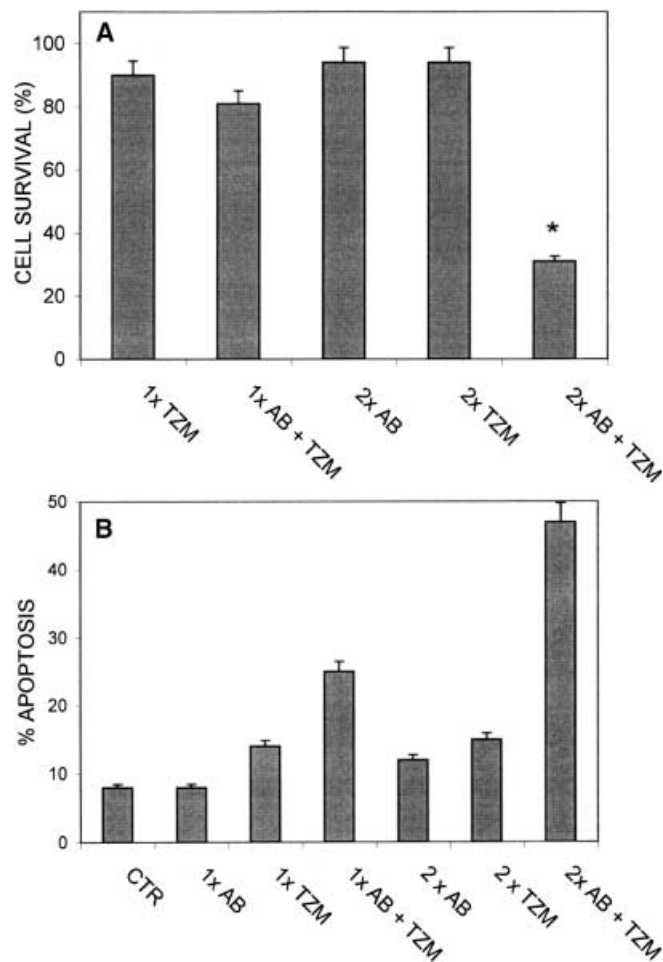 A
CELL SURVIVAL (%)
100
80
60
40
20
0
*
1x TZM
1x AB + TZM
2x AB
2x TZM
2x AB + TZM
B
% APOPTOSIS
50
40
30
20
10
0
CTR
1x AB
1x TZM
1x AB + TZM
2 x AB
2 x TZM
2x AB + TZM